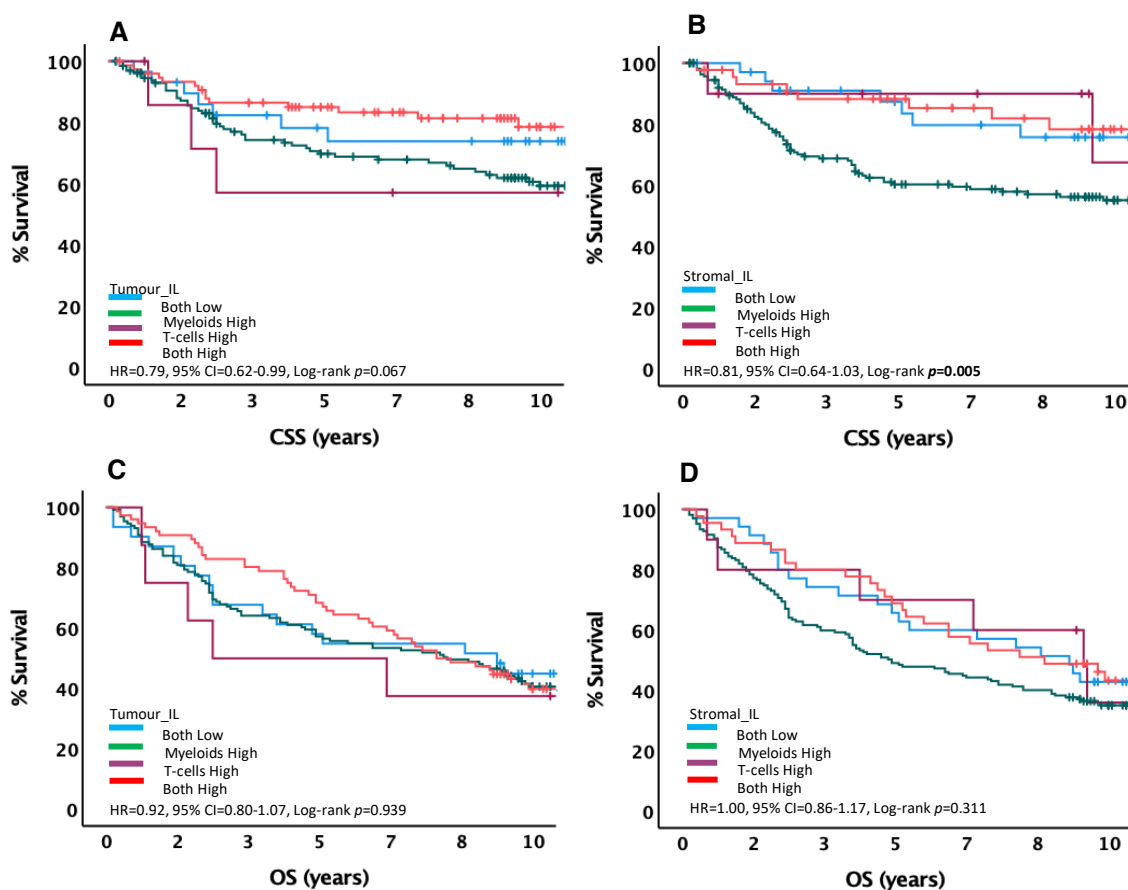 A
100
80
60
40
20
0
% Survival
Tumour_IL
Both Low
Myeloids High
T-cells High
Both High
HR=0.79, 95% CI=0.62-0.99, Log-rank p=0.067
0 2 3 5 7 8 10
CSS (years)
B
100
80
60
40
20
0
% Survival
Stromal_IL
Both Low
Myeloids High
T-cells High
Both High
HR=0.81, 95% CI=0.64-1.03, Log-rank p=0.005
0 2 3 5 7 8 10
CSS (years)
C
100
80
60
40
20
0
% Survival
Tumour_IL
Both Low
Myeloids High
T-cells High
Both High
HR=0.92, 95% CI=0.80-1.07, Log-rank p=0.939
0 2 3 5 7 8 10
OS (years)
D
100
80
60
40
20
0
% Survival
Stromal_IL
Both Low
Myeloids High
T-cells High
Both High
HR=1.00, 95% CI=0.86-1.17, Log-rank p=0.311
0 2 3 5 7 8 10
OS (years)